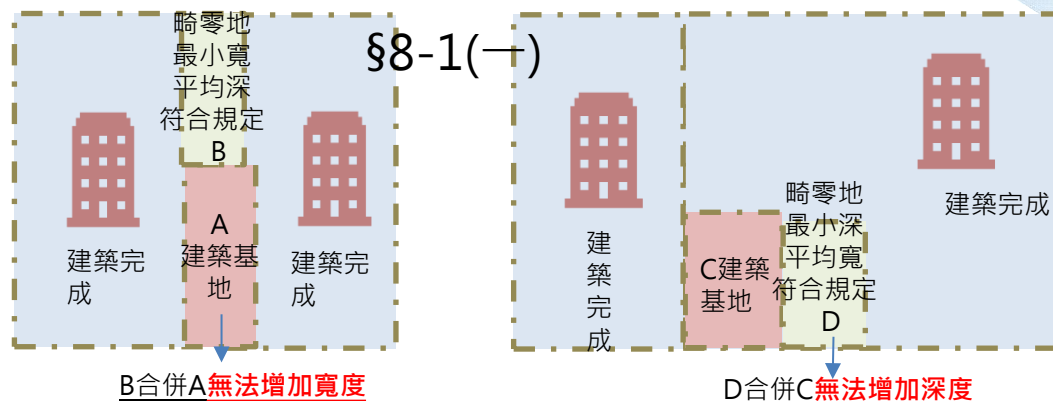 §8-1(一)
畸零地
最小寬
平均深
符合規定
B
A
建築基
地
建築完
成
建築完
成
B合併A無法增加寬度
建
築
完
成
C建築
基地
畸零地
最小深
平均寬
符合規定
D
建築完成
D合併C無法增加深度